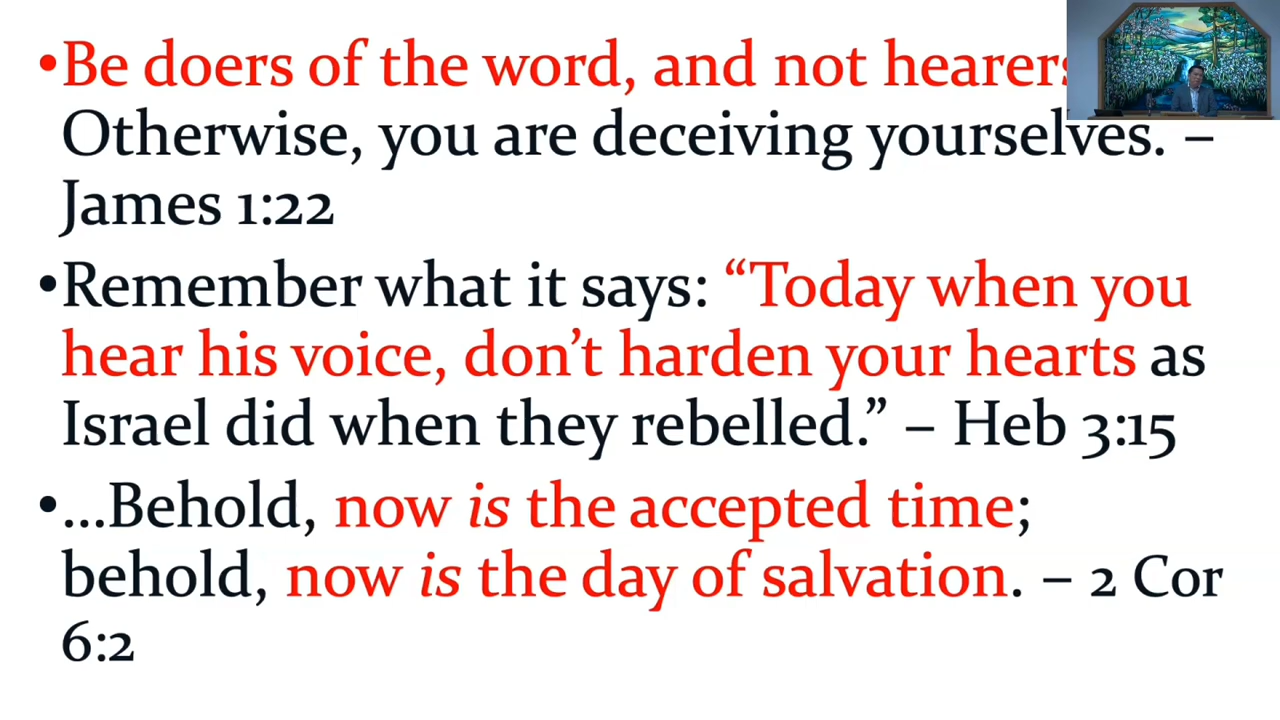 •Be doers of the word, and not hearers
Otherwise, you are deceiving yourselves. –
James 1:22
•Remember what it says: “Today when you
hear his voice, don’t harden your hearts as
Israel did when they rebelled.” – Heb 3:15
•…Behold, now is the accepted time;
behold, now is the day of salvation. – 2 Cor
6:2